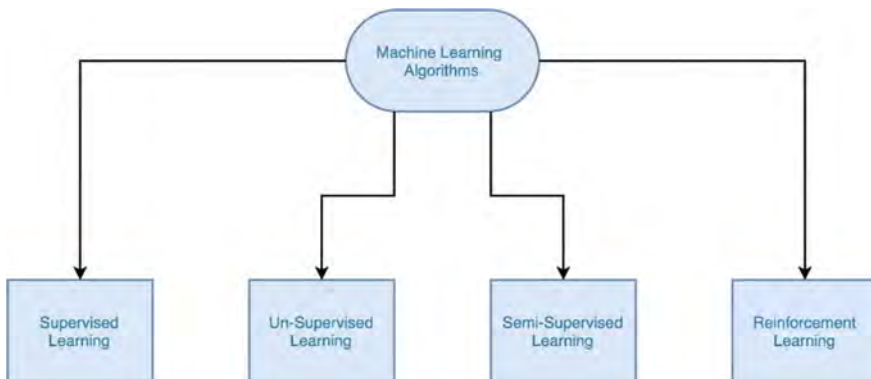 Machine Learning
Algorithms
Supervised
Learning
Un-Supervised
Learning
Semi-Supervised
Learning
Reinforcement
Learning